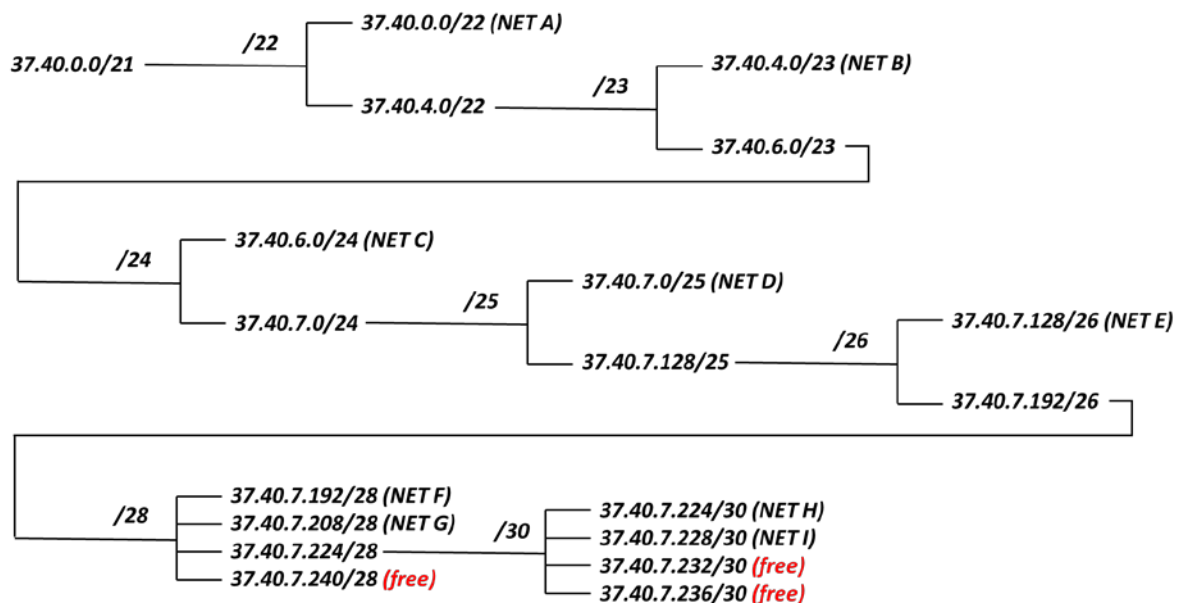 37.40.0.0/22 (NET A)
/22
37.40.0.0/21
37.40.4.0/23 (NET B)
/23
37.40.4.0/22
37.40.6.0/23
37.40.6.0/24 (NET C)
/24
37.40.7.0/25 (NET D)
/25
37.40.7.0/24
37.40.7.128/26 (NET E)
/26
37.40.7.128/25
37.40.7.192/26
37.40.7.192/28 (NET F)
/28
37.40.7.208/28 (NET G)
37.40.7.224/28
37.40.7.240/28 (free)
/30
37.40.7.224/30 (NET H)
37.40.7.228/30 (NET I)
37.40.7.232/30 (free)
37.40.7.236/30 (free)